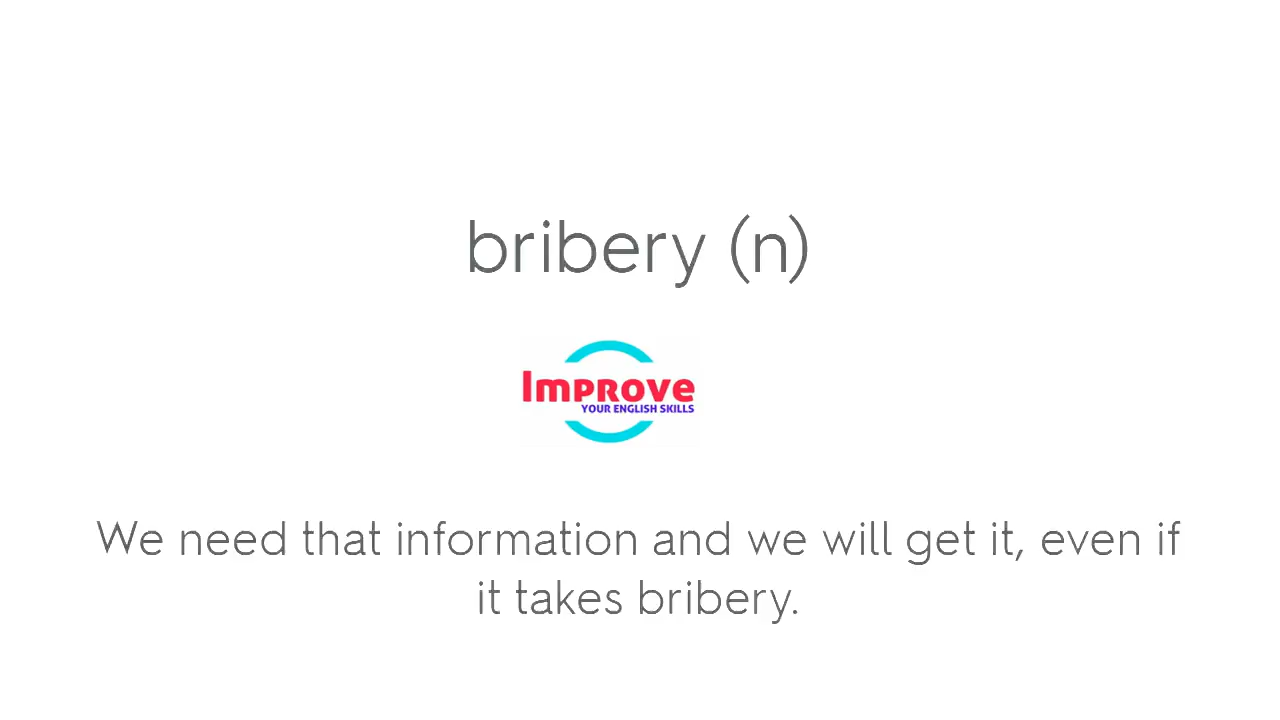 bribery (n)
Improve
YOUR ENGLISH SKILLS
We need that information and we will get it, even if
it takes bribery.